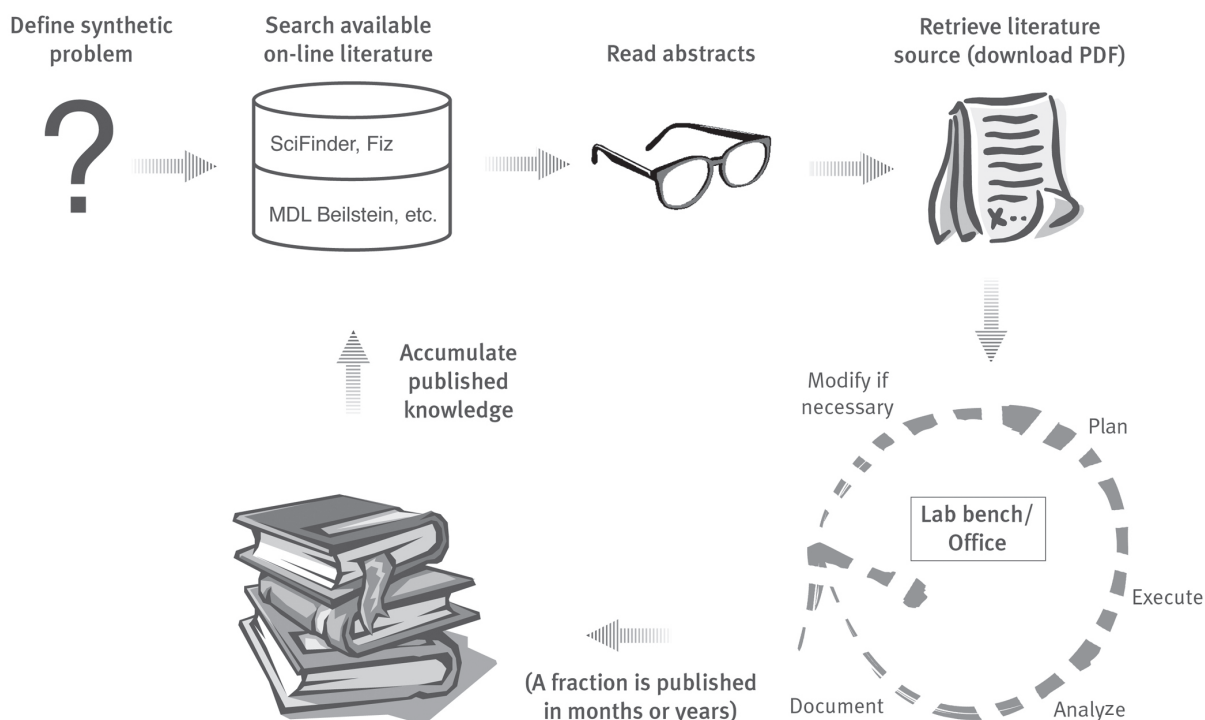 Define synthetic
problem
Search available
on-line literature
Read abstracts
Retrieve literature
source (download PDF)
SciFinder, Fiz
MDL Beilstein, etc.
Accumulate
published
knowledge
Modify if
necessary
Plan
Lab bench/
Office
Execute
Analyze
Document
(A fraction is published
in months or years)